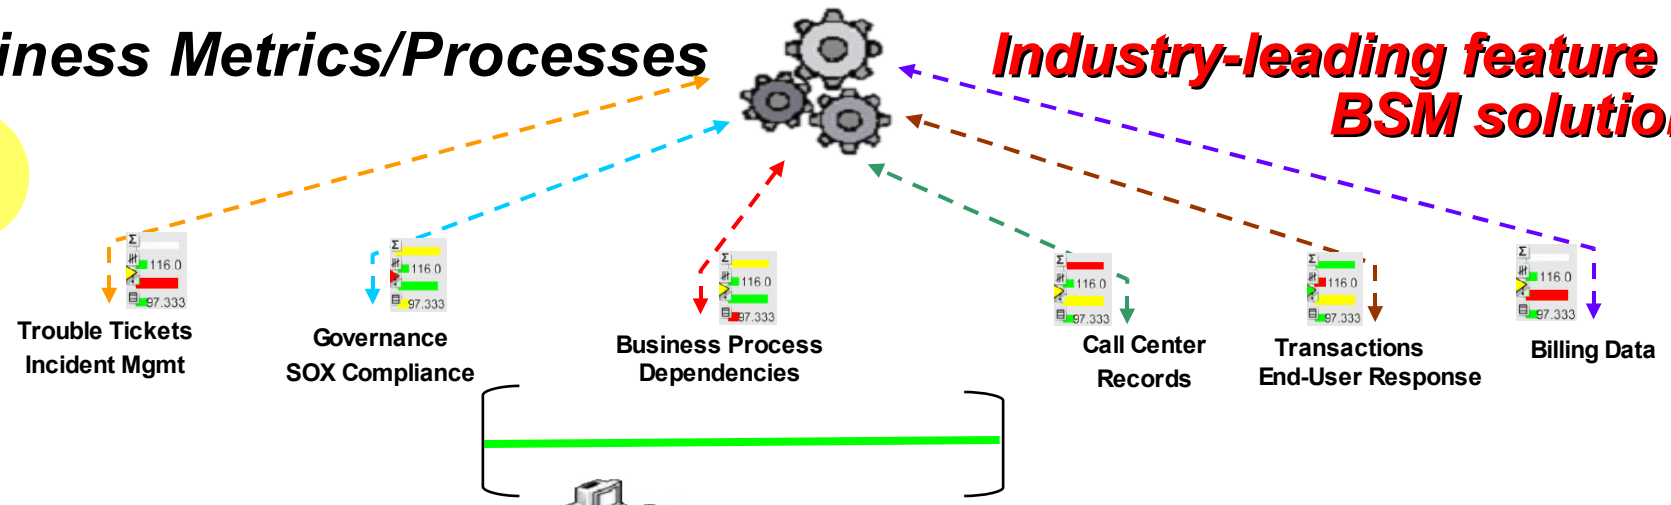 iness Metrics/Processes
Industry-leading feature
BSM solution
Σ
116.0
97.333
Σ
116.0
97.333
Σ
116.0
97.333
Σ
116.0
97.333
Σ
116.0
97.333
Σ
116.0
97.333
Trouble Tickets
Incident Mgmt
Governance
SOX Compliance
Business Process
Dependencies
Call Center
Records
Transactions
End-User Response
Billing Data